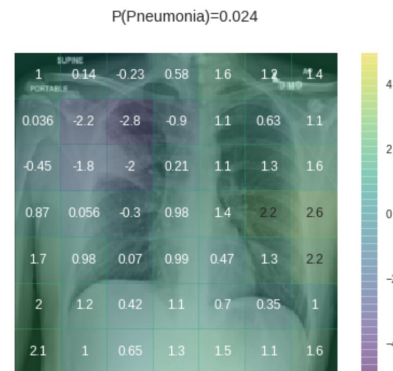 P(Pneumonia)=0.024
SUPINE
PORTABLE
1 0.14 -0.23 0.58 1.6 1.2 1.4
0.036 -2.2 -2.8 -0.9 1.1 0.63 1.1
-0.45 -1.8 -2 0.21 1.1 1.3 1.6
0.87 0.056 -0.3 0.98 1.4 2.2 2.6
1.7 0.98 0.07 0.99 0.47 1.3 2.2
2 1.2 0.42 1.1 0.7 0.35 1
2.1 1 0.65 1.3 1.5 1.1 1.6
4
2
0